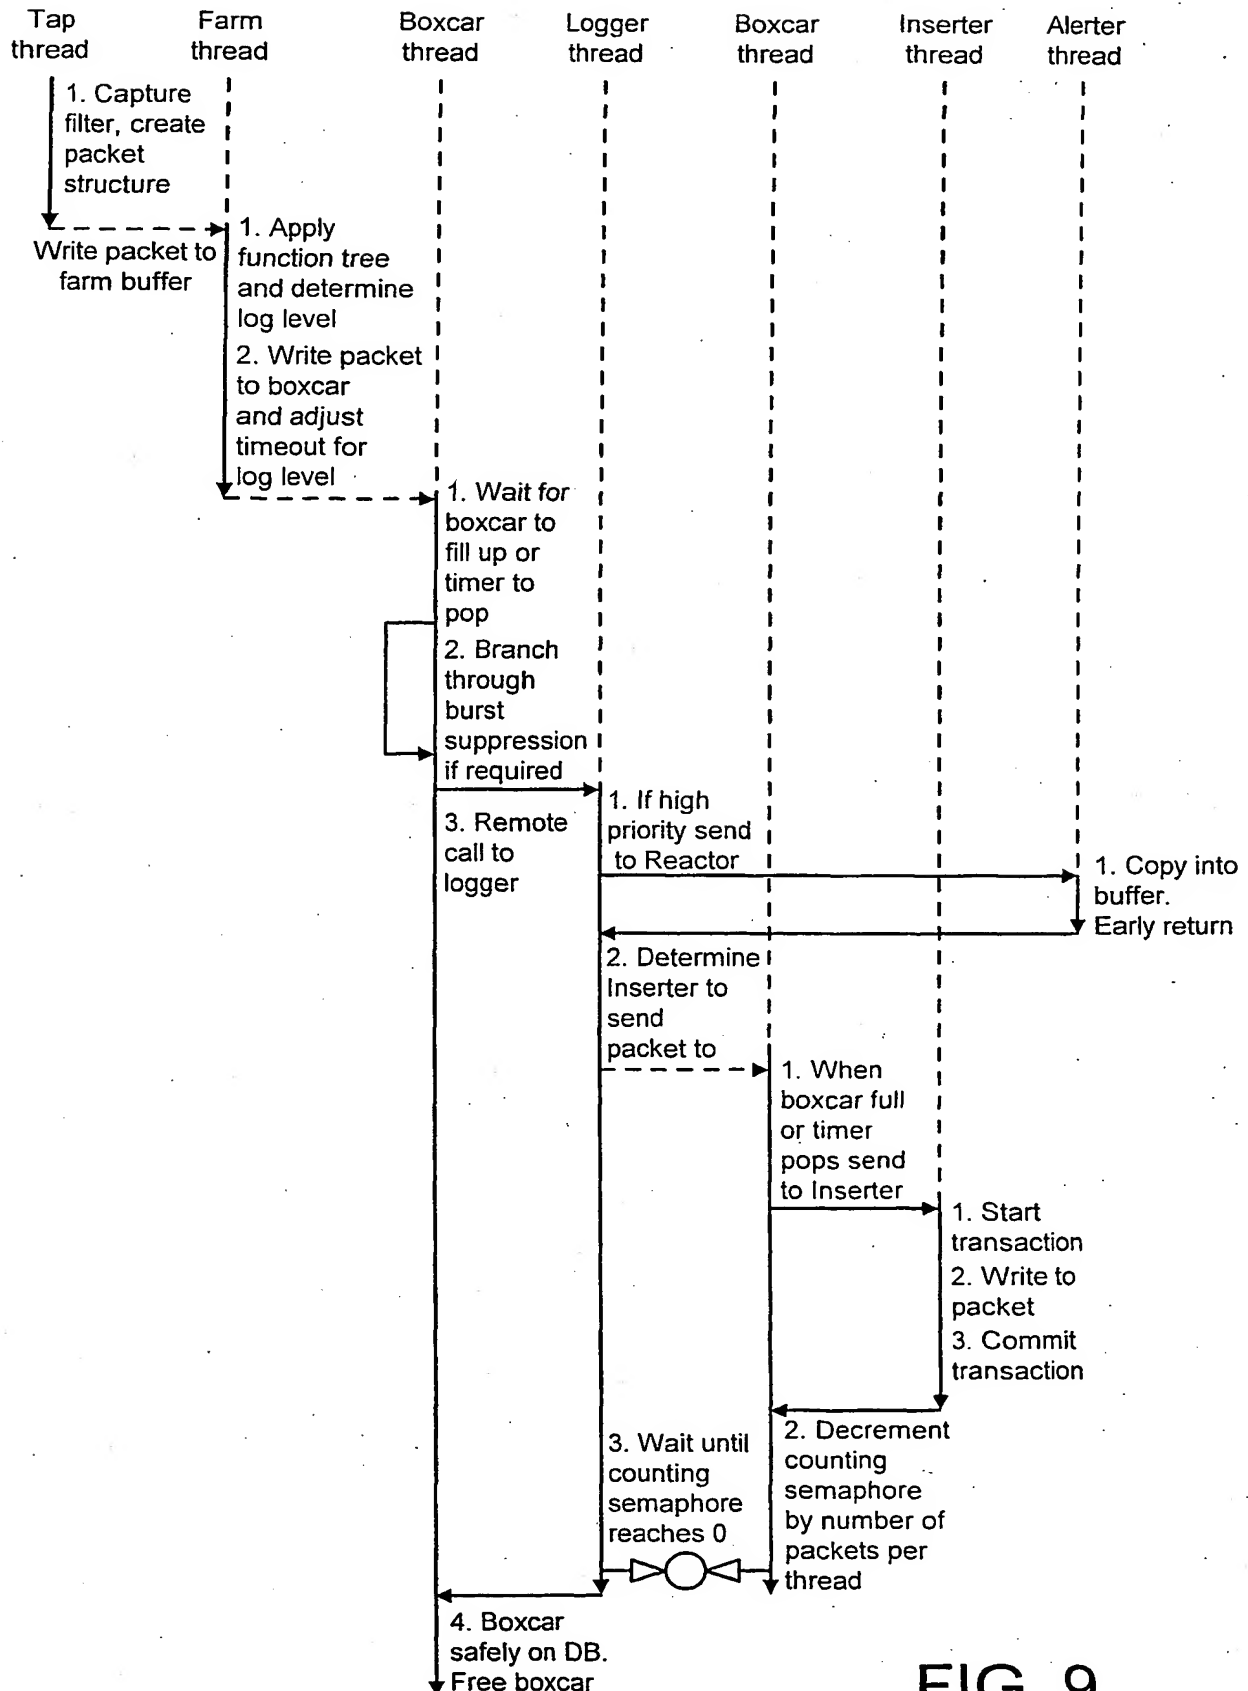 Tap
thread
Farm
thread
Boxcar
thread
Logger
thread
Boxcar
thread
Inserter
thread
Alerter
thread
1. Capture
filter, create
packet
structure
Write packet to
farm buffer
1. Apply
function tree
and determine
log level
2. Write packet
to boxcar
and adjust
timeout for
log level
1. Wait for
boxcar to
fill up or
timer to
pop
2. Branch
through
burst
suppression
if required
3. Remote
call to
logger
1. If high
priority send
to Reactor
1. Copy into
buffer.
Early return
2. Determine
Inserter to
send
packet to
1. When
boxcar full
or timer
pops send
to Inserter
1. Start
transaction
2. Write to
packet
3. Commit
transaction
2. Decrement
counting
semaphore
by number of
packets per
thread
3. Wait until
counting
semaphore
reaches 0
4. Boxcar
safely on DB.
Free boxcar
FIG. 9